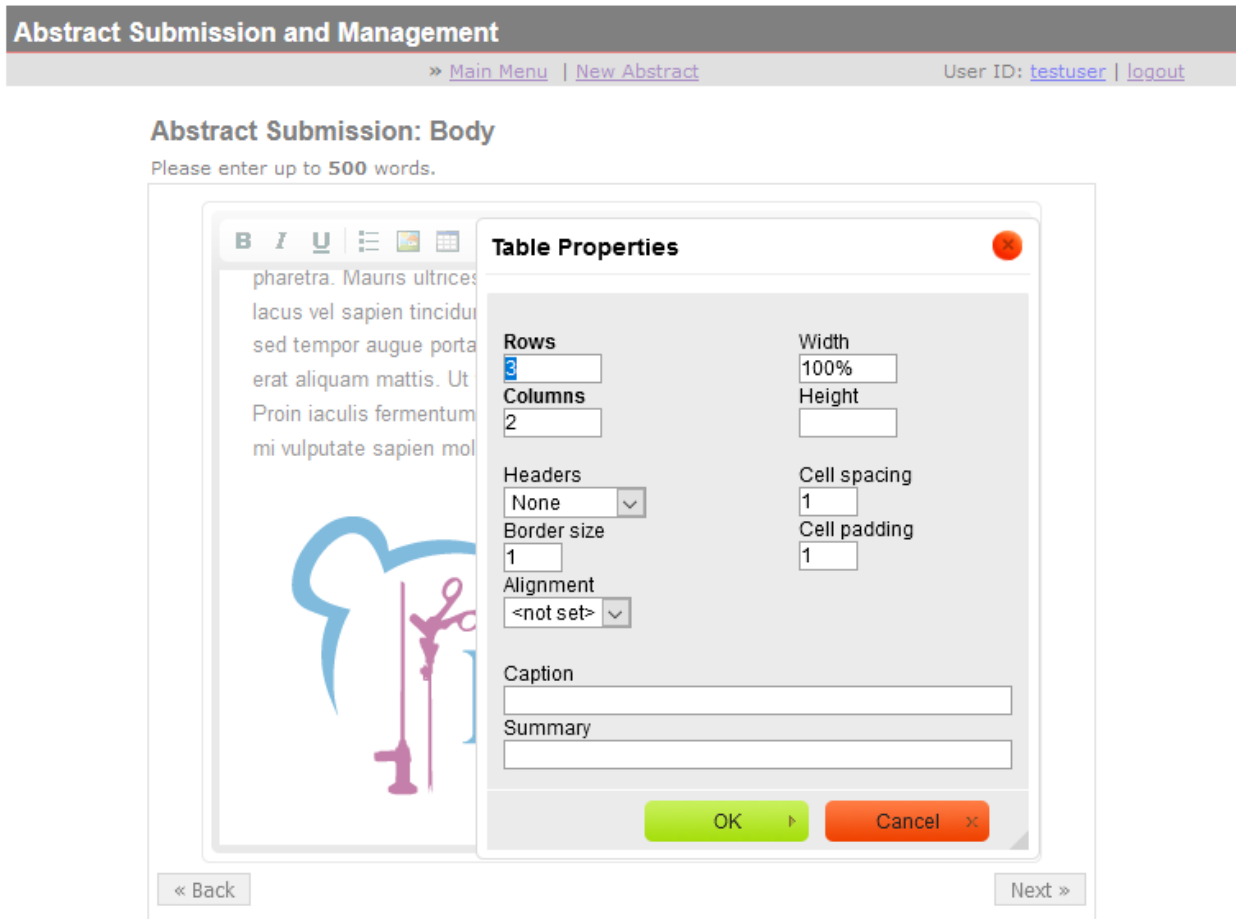 Abstract Submission and Management
» Main Menu | New Abstract User ID: testuser | logout
Abstract Submission: Body
Please enter up to 500 words.
B I U
pharetra. Mauris ultrices
lacus vel sapien
sed tempor augue porta
erat aliquam mattis. Ut
Proin iaculis fermentum
mi vulputate sapien
Table Properties
Rows Width
3 100%
Columns Height
2
Headers Cell spacing
None 1
Border size Cell padding
1 1
Alignment
<not set>
Caption
Summary
OK Cancel
« Back Next »